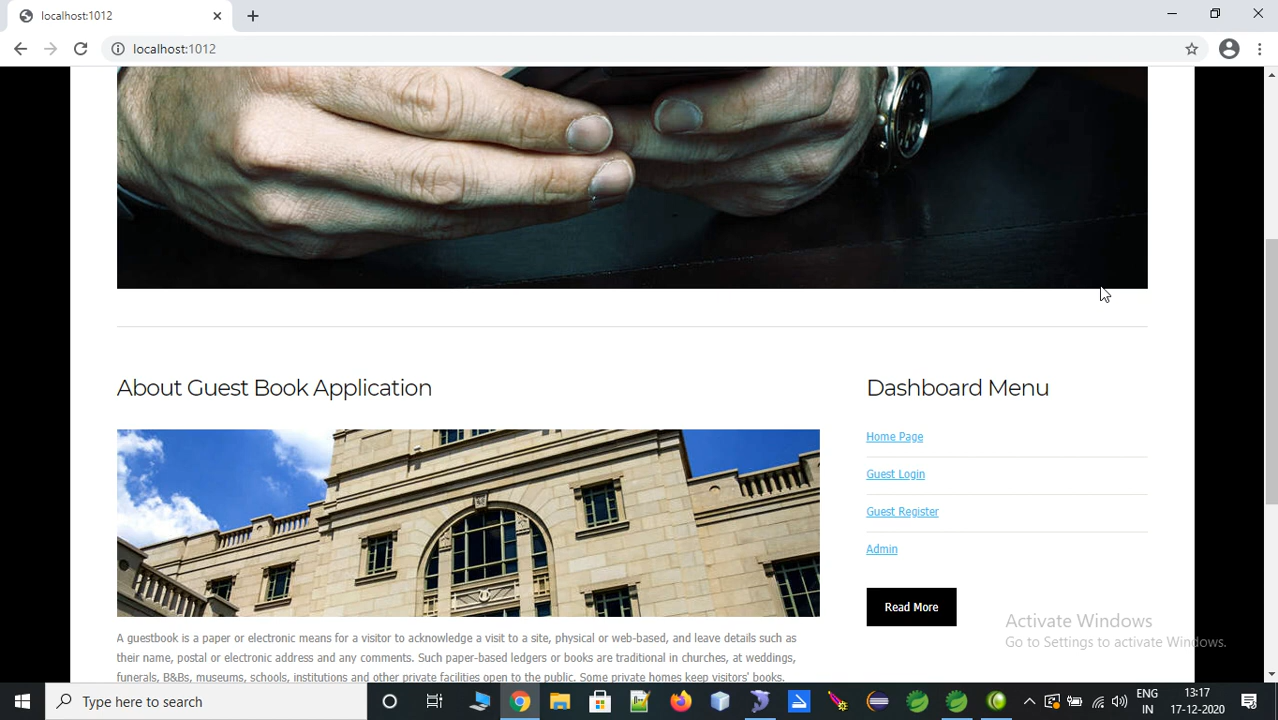 localhost:1012
localhost:1012
About Guest Book Application
Dashboard Menu
Home Page
Guest Login
Guest Register
Admin
Read More
A guestbook is a paper or electronic means for a visitor to acknowledge a visit to a site, physical or web-based, and leave details such as
their name, postal or electronic address and any comments. Such paper-based ledgers or books are traditional in churches, at weddings,
funerals, B&Bs, museums, schools, institutions and other private facilities open to the public. Some private homes keep visitors' books.
Activate Windows
Go to Settings to activate Windows.
Type here to search
ENG
IN
13:17
17-12-2020